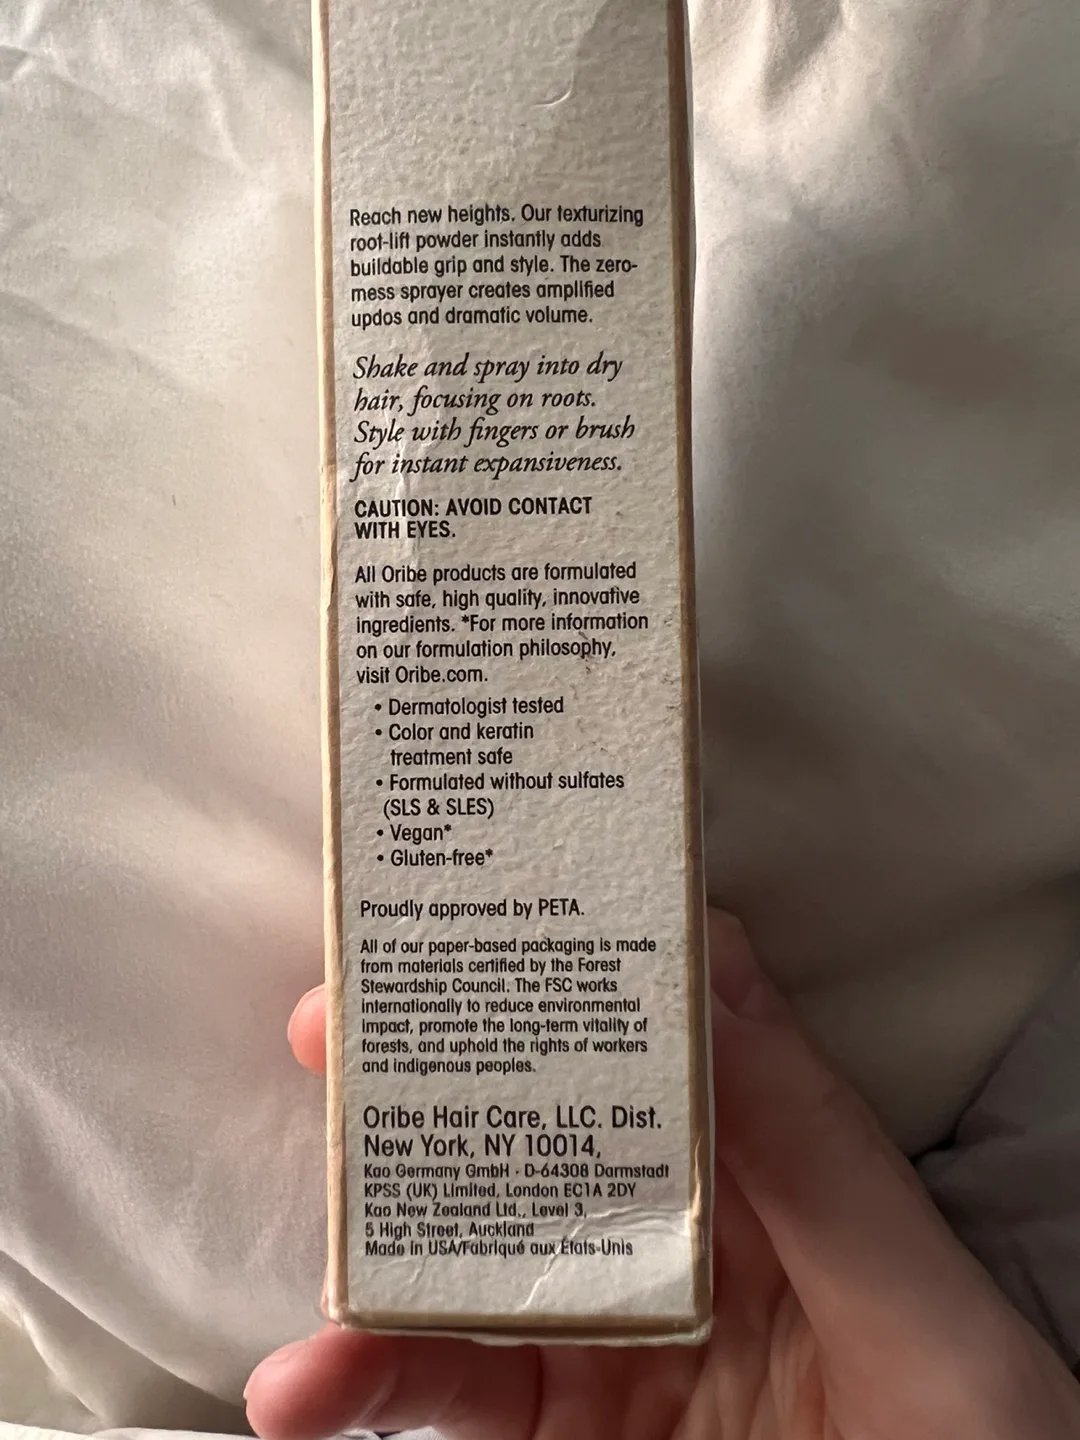 Reach new heights. Our texturizing
root-lift powder instantly adds
buildable grip and style. The zero-
mess sprayer creates amplified
updos and dramatic volume.
Shake and spray into dry
hair, focusing on roots.
Style with fingers or brush
for instant expansiveness.
CAUTION: AVOID CONTACT
WITH EYES.
All Oribe products are formulated
with safe, high quality, innovative
ingredients. *For more information
on our formulation philosophy,
visit Oribe.com.
• Dermatologist tested
• Color and keratin
treatment safe
• Formulated without sulfates
(SLS & SLES)
• Vegan*
• Gluten-free*
Proudly approved by PETA.
All of our paper-based packaging is made
from materials certified by the Forest
Stewardship Council. The FSC works
internationally to reduce environmental
impact, promote the long-term vitality of
forests, and uphold the rights of workers
and indigenous peoples.
Oribe Hair Care, LLC. Dist.
New York, NY 10014,
Kao Germany GmbH · D-64308 Darmstadt
KPSS (UK) Limited, London EC1A 2DY
Kao New Zealand Ltd., Level 3,
5 High Street, Auckland
Made in USA/Fabriqué aux États-Unis